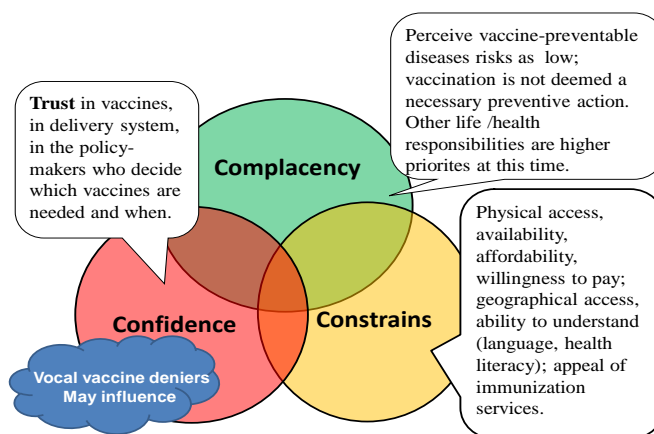 Perceive vaccine-preventable
diseases risks as  low;
vaccination is not deemed a
necessary preventive action.
Other life /health
responsibilities are higher
priorites at this time.
Trust in vaccines,
in delivery system,
in the policy-
makers who decide
which vaccines are
needed and when.
Complacency
Physical access,
availability,
affordability,
willingness to pay;
geographical access,
ability to understand
(language, health
literacy); appeal of
immunization
services.
Confidence
Constrains
Vocal vaccine deniers
May influence